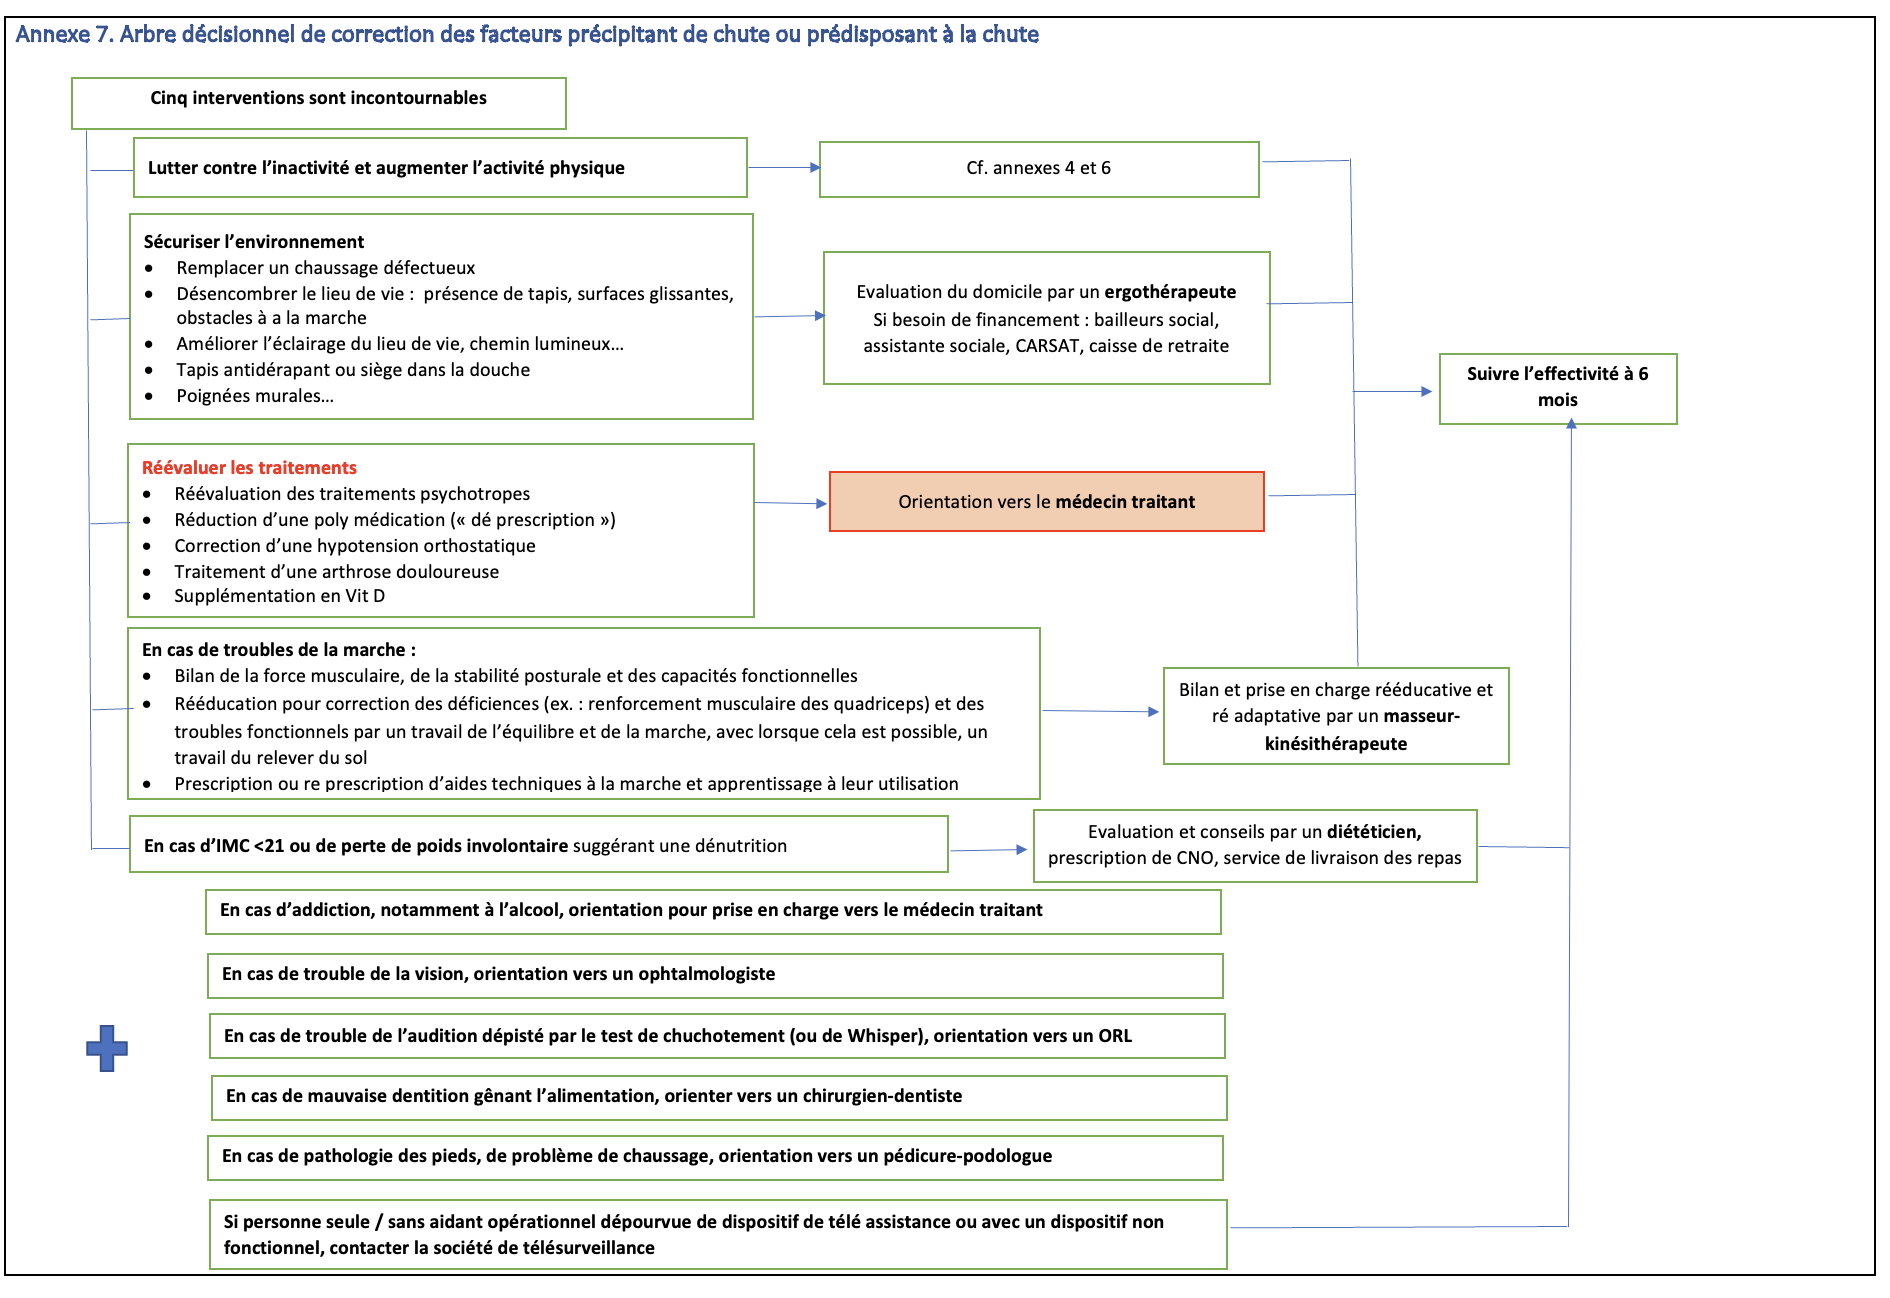 Annexe 7. Arbre décisionnel de correction des facteurs précipitant de chute ou prédisposant à la chute
Cinq interventions sont incontournables
Lutter contre l’inactivité et augmenter l’activité physique
Cf. annexes 4 et 6
Sécuriser l’environnement
• Remplacer un chaussage défectueux
• Désencombrer le lieu de vie : présence de tapis, surfaces glissantes,
obstacles à a la marche
• Améliorer l’éclairage du lieu de vie, chemin lumineux…
• Tapis antidérapant ou siège dans la douche
• Poignées murales…
Evaluation du domicile par un ergothérapeute
Si besoin de financement : bailleurs social,
assistante sociale, CARSAT, caisse de retraite
Suivre l’effectivité à 6
mois
Réévaluer les traitements
• Réévaluation des traitements psychotropes
• Réduction d’une poly médication (« dé prescription »)
• Correction d’une hypotension orthostatique
• Traitement d’une arthrose douloureuse
• Supplémentation en Vit D
Orientation vers le médecin traitant
En cas de troubles de la marche :
• Bilan de la force musculaire, de la stabilité posturale et des capacités fonctionnelles
• Rééducation pour correction des déficiences (ex. : renforcement musculaire des quadriceps) et des
troubles fonctionnels par un travail de l’équilibre et de la marche, avec lorsque cela est possible, un
travail du relever du sol
• Prescription ou re prescription d’aides techniques à la marche et apprentissage à leur utilisation
Bilan et prise en charge rééducative et
ré adaptative par un masseur-
kinésithérapeute
En cas d’IMC <21 ou de perte de poids involontaire suggérant une dénutrition
Evaluation et conseils par un diététicien,
prescription de CNO, service de livraison des repas
En cas d’addiction, notamment à l’alcool, orientation pour prise en charge vers le médecin traitant
En cas de trouble de la vision, orientation vers un ophtalmologiste
En cas de trouble de l’audition dépisté par le test de chuchotement (ou de Whisper), orientation vers un ORL
En cas de mauvaise dentition gênant l’alimentation, orienter vers un chirurgien-dentiste
En cas de pathologie des pieds, de problème de chaussage, orientation vers un pédicure-podologue
Si personne seule / sans aidant opérationnel dépourvue de dispositif de télé assistance ou avec un dispositif non
fonctionnel, contacter la société de télésurveillance